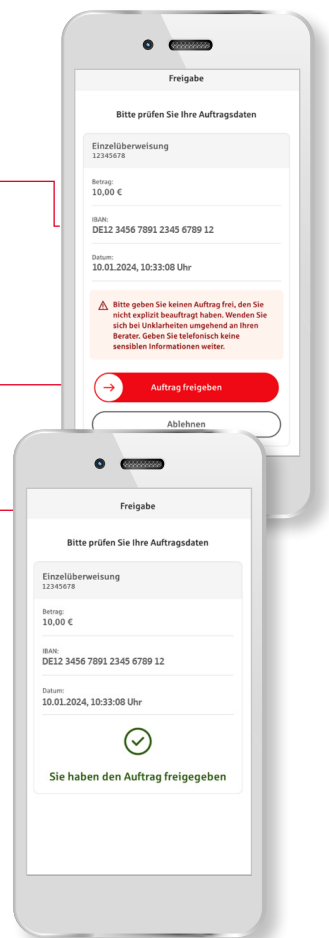 Freigabe
Bitte prüfen Sie Ihre Auftragsdaten
Einzelüberweisung
12345678
Betrag:
10,00 €
IBAN:
DE12 3456 7891 2345 6789 12
Datum:
10.01.2024, 10:33:08 Uhr
Bitte geben Sie keinen Auftrag frei, den Sie
nicht explizit beauftragt haben. Wenden Sie
sich bei Unklarheiten umgehend an Ihren
Berater. Geben Sie telefonisch keine
sensiblen Informationen weiter.
Auftrag freigeben
Ablehnen
Freigabe
Bitte prüfen Sie Ihre Auftragsdaten
Einzelüberweisung
12345678
Betrag:
10,00 €
IBAN:
DE12 3456 7891 2345 6789 12
Datum:
10.01.2024, 10:33:08 Uhr
Sie haben den Auftrag freigegeben